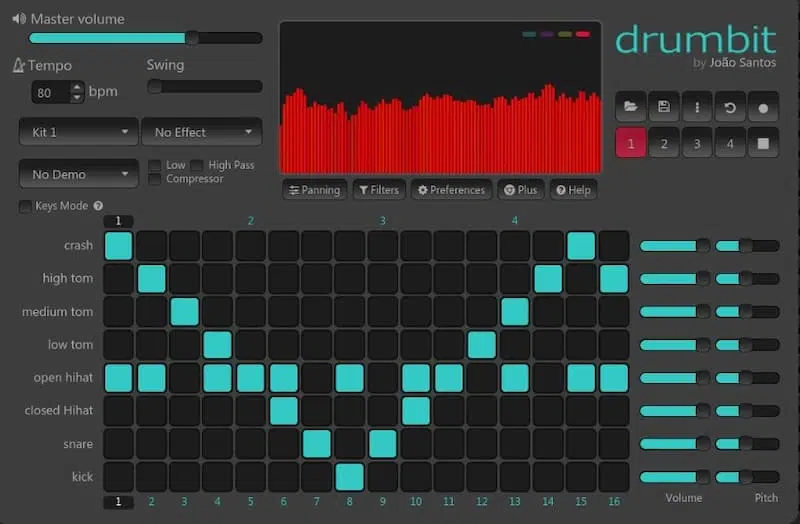 Master volume
drumbit
by João Santos
Tempo
Swing
80 bpm
Kit 1
No Effect
1 2 3 4
No Demo
Low
High Pass
Compressor
Panning
Filters
Preferences
Plus
Help
Keys Mode
1 2 3 4
crash
high tom
medium tom
low tom
open hihat
closed Hihat
snare
kick
1 2 3 4 5 6 7 8 9 10 11 12 13 14 15 16
Volume
Pitch